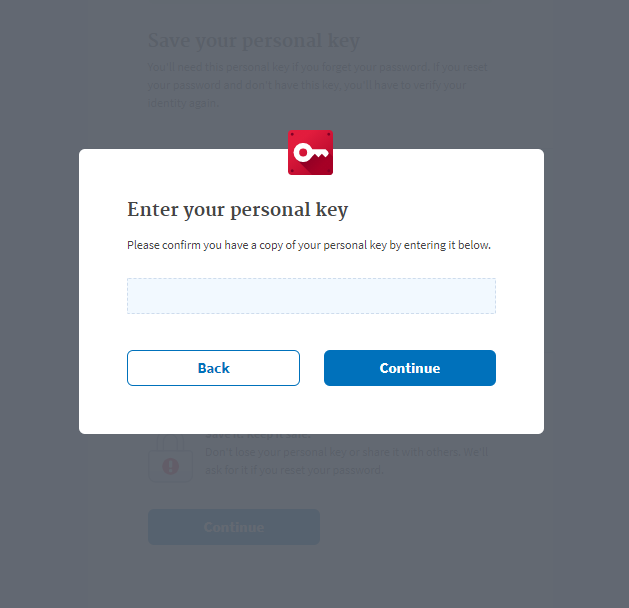 Save your personal key
You'll need this personal key if you forget your password. If you reset
your password and don't have this key, you'll have to verify your
identity again.
Enter your personal key
Please confirm you have a copy of your personal key by entering it below.
Back
Continue
Don't lose your personal key or share it with others. We'll
ask for it if you reset your password.
Continue